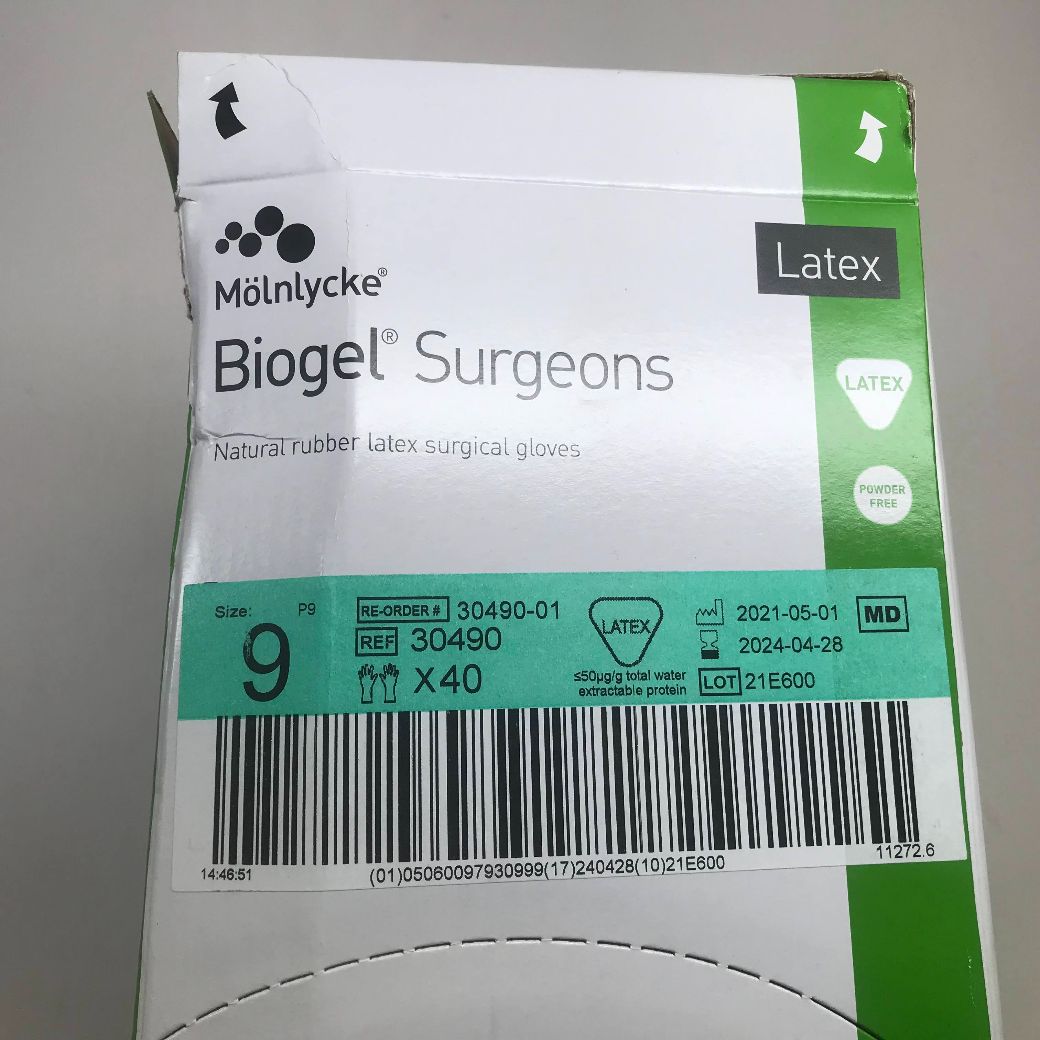 Mölnlycke®
Latex
Biogel® Surgeons
LATEX
Natural rubber latex surgical gloves
POWDER
FREE
Size: P9
9
RE-ORDER # 30490-01
REF 30490
X40
LATEX
≤50µg/g total water
extractable protein
2021-05-01
MD
2024-04-28
LOT 21E600
14:46:51
(01)05060097930999(17)240428(10)21E600
11272.6